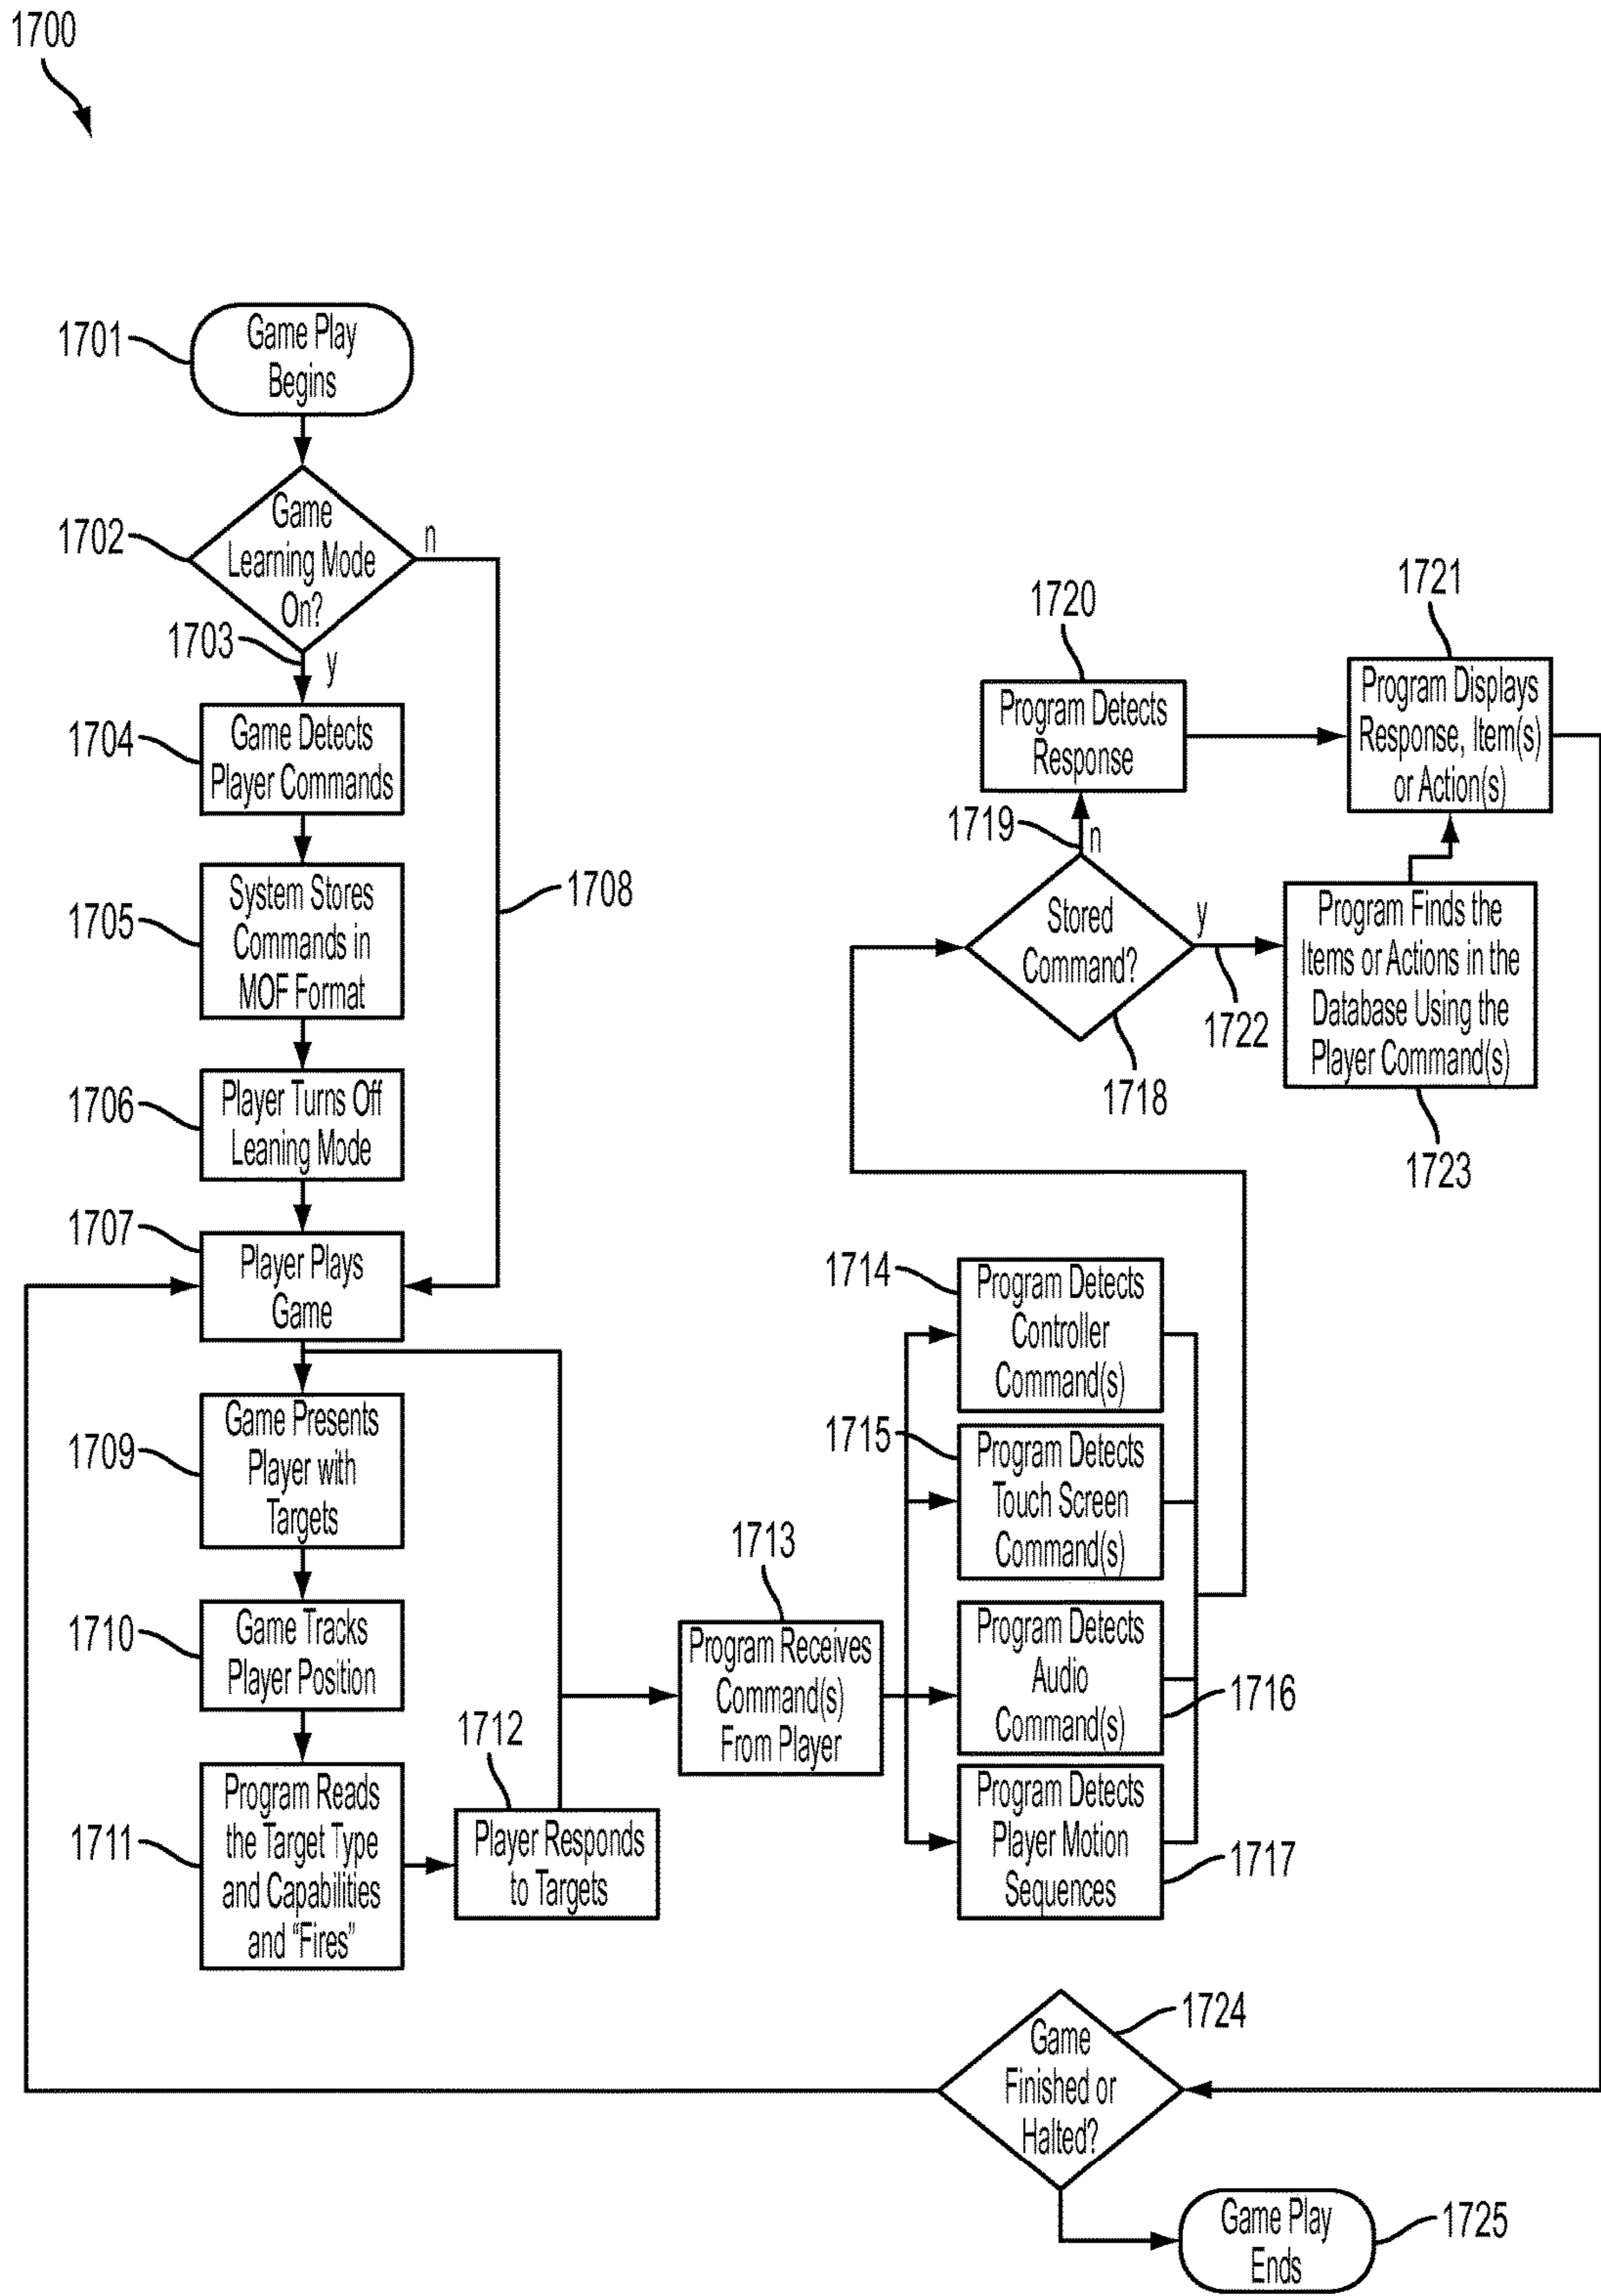 1700
1701
Game Play
Begins
1702
Game
Learning Mode
On?
n
1703
y
1704
Game Detects
Player Commands
1705
System Stores
Commands in
MOF Format
1706
Player Turns Off
Leaning Mode
1707
Player Plays
Game
1708
1709
Game Presents
Player with
Targets
1710
Game Tracks
Player Position
1711
Program Reads
the Target Type
and Capabilities
and "Fires"
1712
Player Responds
to Targets
1713
Program Receives
Command(s)
From Player
1714
Program Detects
Controller
Command(s)
1715
Program Detects
Touch Screen
Command(s)
Program Detects
Audio
Command(s)
1716
Program Detects
Player Motion
Sequences
1717
Stored
Command?
1718
1719
n
1720
Program Detects
Response
1721
Program Displays
Response, Item(s)
or Action(s)
y
1722
Program Finds the
Items or Actions in the
Database Using the
Player Command(s)
1723
1724
Game
Finished or
Halted?
Game Play
Ends
1725